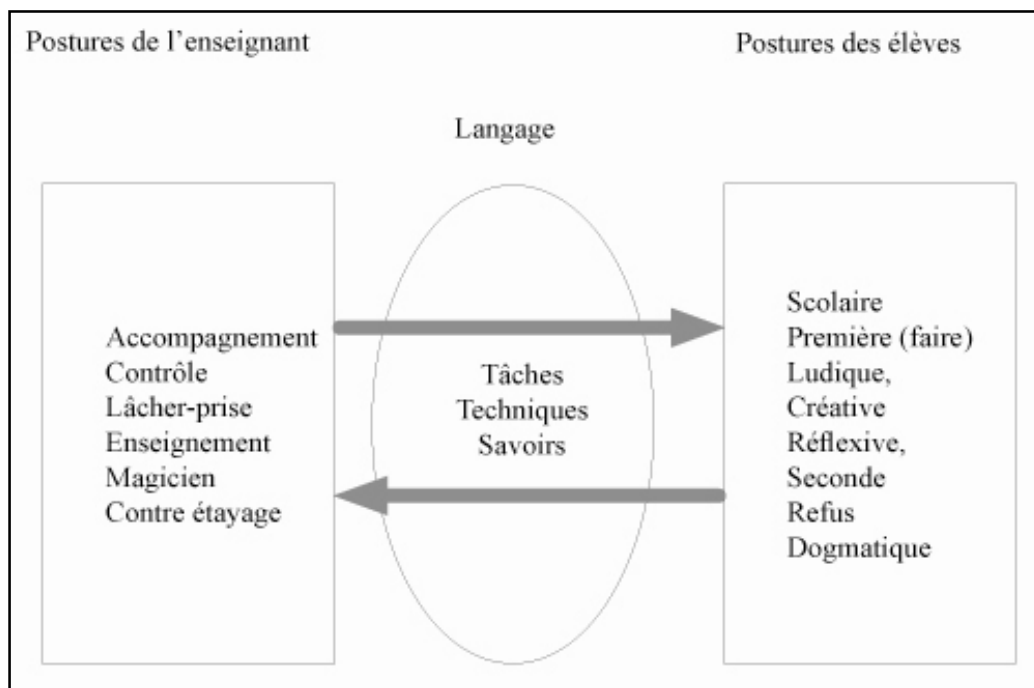 Postures de l’enseignant
Postures des élèves
Langage
Accompagnement
Contrôle
Lâcher-prise
Enseignement
Magicien
Contre étayage
Tâches
Techniques
Savoirs
Scolaire
Première (faire)
Ludique,
Créative
Réflexive,
Seconde
Refus
Dogmatique